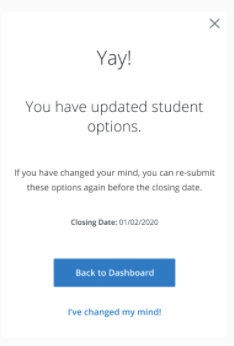 Yay!
You have updated student
options.
If you have changed your mind, you can re-submit
these options again before the closing date.
Closing Date: 01/02/2020
Back to Dashboard
I've changed my mind!